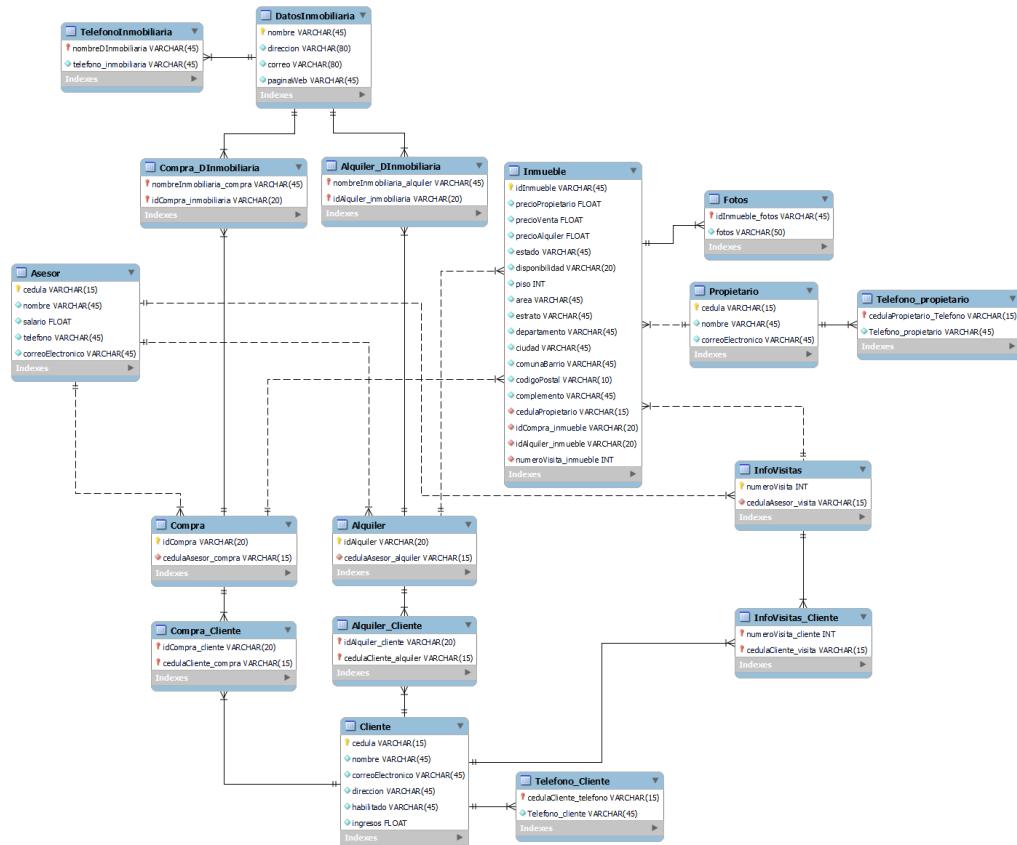 DatosInmobiliaria
nombre VARCHAR(45)
direccion VARCHAR(80)
correo VARCHAR(80)
paginaWeb VARCHAR(45)
Indexes
TelefonoInmobiliaria
nombreDInmobiliaria VARCHAR(45)
telefono_inmobiliaria VARCHAR(45)
Indexes
Compra_DInmobiliaria
nombreInmobiliaria_compra VARCHAR(45)
idCompra_inmobiliaria VARCHAR(20)
Indexes
Alquiler_DInmobiliaria
nombreInmobiliaria_alquiler VARCHAR(45)
idAlquiler_inmobiliaria VARCHAR(20)
Indexes
Inmueble
idInmueble VARCHAR(45)
precioPropietario FLOAT
precioVenta FLOAT
precioAlquiler FLOAT
estado VARCHAR(45)
disponibilidad VARCHAR(20)
piso INT
area VARCHAR(45)
estrato VARCHAR(45)
departamento VARCHAR(45)
ciudad VARCHAR(45)
comunaBarrio VARCHAR(45)
codigoPostal VARCHAR(10)
complemento VARCHAR(45)
cedulaPropietario VARCHAR(15)
idCompra_inmueble VARCHAR(20)
idAlquiler_inmueble VARCHAR(20)
numeroVisita_inmueble INT
Indexes
Fotos
idInmueble_fotos VARCHAR(45)
fotos VARCHAR(50)
Indexes
Asesor
cedula VARCHAR(15)
nombre VARCHAR(45)
salario FLOAT
telefono VARCHAR(45)
correoElectronico VARCHAR(45)
Indexes
Propietario
cedula VARCHAR(15)
nombre VARCHAR(45)
correoElectronico VARCHAR(45)
Indexes
Telefono_propietario
cedulaPropietario_Telefono VARCHAR(15)
Telefono_propietario VARCHAR(45)
Indexes
InfoVisitas
numeroVisita INT
cedulaAsesor_visita VARCHAR(15)
Indexes
Compra
idCompra VARCHAR(20)
cedulaAsesor_compra VARCHAR(15)
Indexes
Alquiler
idAlquiler VARCHAR(20)
cedulaAsesor_alquiler VARCHAR(15)
Indexes
Compra_Cliente
idCompra_cliente VARCHAR(20)
cedulaCliente_compra VARCHAR(15)
Indexes
Alquiler_Cliente
idAlquiler_cliente VARCHAR(20)
cedulaCliente_alquiler VARCHAR(15)
Indexes
InfoVisitas_Cliente
numeroVisita_cliente INT
cedulaCliente_visita VARCHAR(15)
Indexes
Cliente
cedula VARCHAR(15)
nombre VARCHAR(45)
correoElectronico VARCHAR(45)
direccion VARCHAR(45)
habilitado VARCHAR(45)
ingresos FLOAT
Indexes
Telefono_Cliente
cedulaCliente_telefono VARCHAR(15)
Telefono_cliente VARCHAR(45)
Indexes